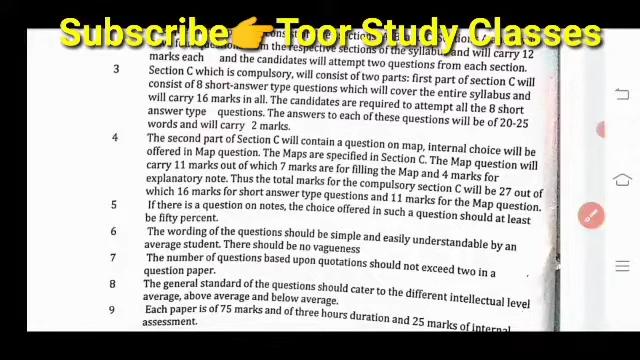 Subscribe👉Toor Study Classes
the respective sections of the syllabus and will carry 12
marks each and the candidates will attempt two questions from each section.
3 Section C which is compulsory, will consist of two parts: first part of section C will
consist of 8 short-answer type questions which will cover the entire syllabus and
will carry 16 marks in all. The candidates are required to attempt all the 8 short
answer type questions. The answers to each of these questions will be of 20-25
words and will carry 2 marks.
4 The second part of Section C will contain a question on map, internal choice will be
offered in Map question. The Maps are specified in Section C. The Map question will
carry 11 marks out of which 7 marks are for filling the Map and 4 marks for
explanatory note. Thus the total marks for the compulsory section C will be 27 out of
which 16 marks for short answer type questions and 11 marks for the Map question.
5 If there is a question on notes, the choice offered in such a question should at least
be fifty percent.
6 The wording of the questions should be simple and easily understandable by an
average student. There should be no vagueness
7 The number of questions based upon quotations should not exceed two in a
question paper.
8 The general standard of the questions should cater to the different intellectual level
average, above average and below average.
9 Each paper is of 75 marks and of three hours duration and 25 marks of internal
assessment.